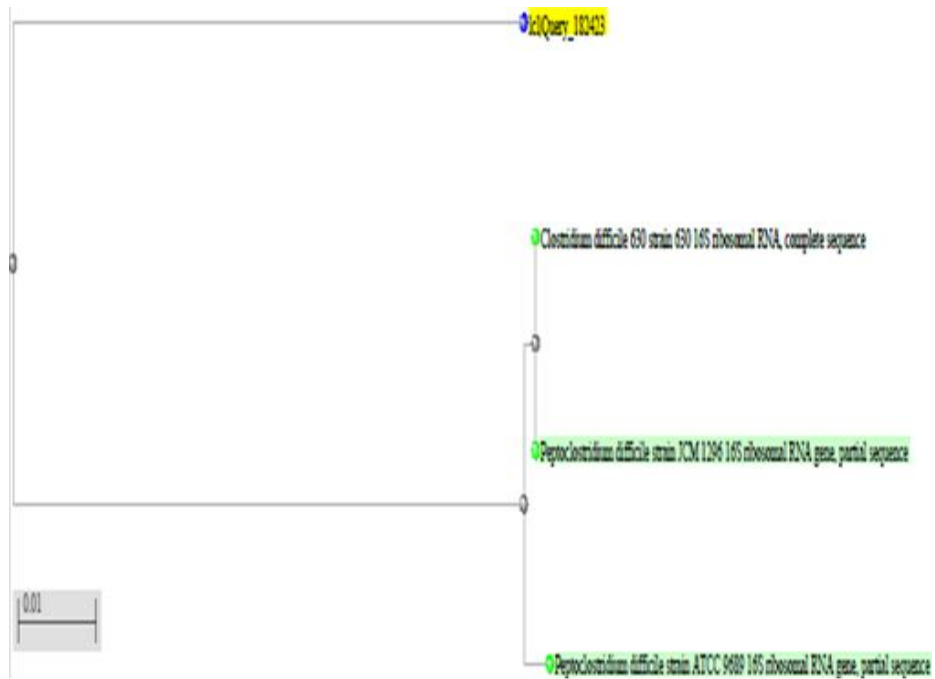 lcl|Query_182423
Clostridium difficile 630 strain 630 16S ribosomal RNA, complete sequence
Peptoclostridium difficile strain JCM 1296 16S ribosomal RNA gene, partial sequence
0.01
Peptoclostridium difficile strain ATCC 9689 16S ribosomal RNA gene, partial sequence